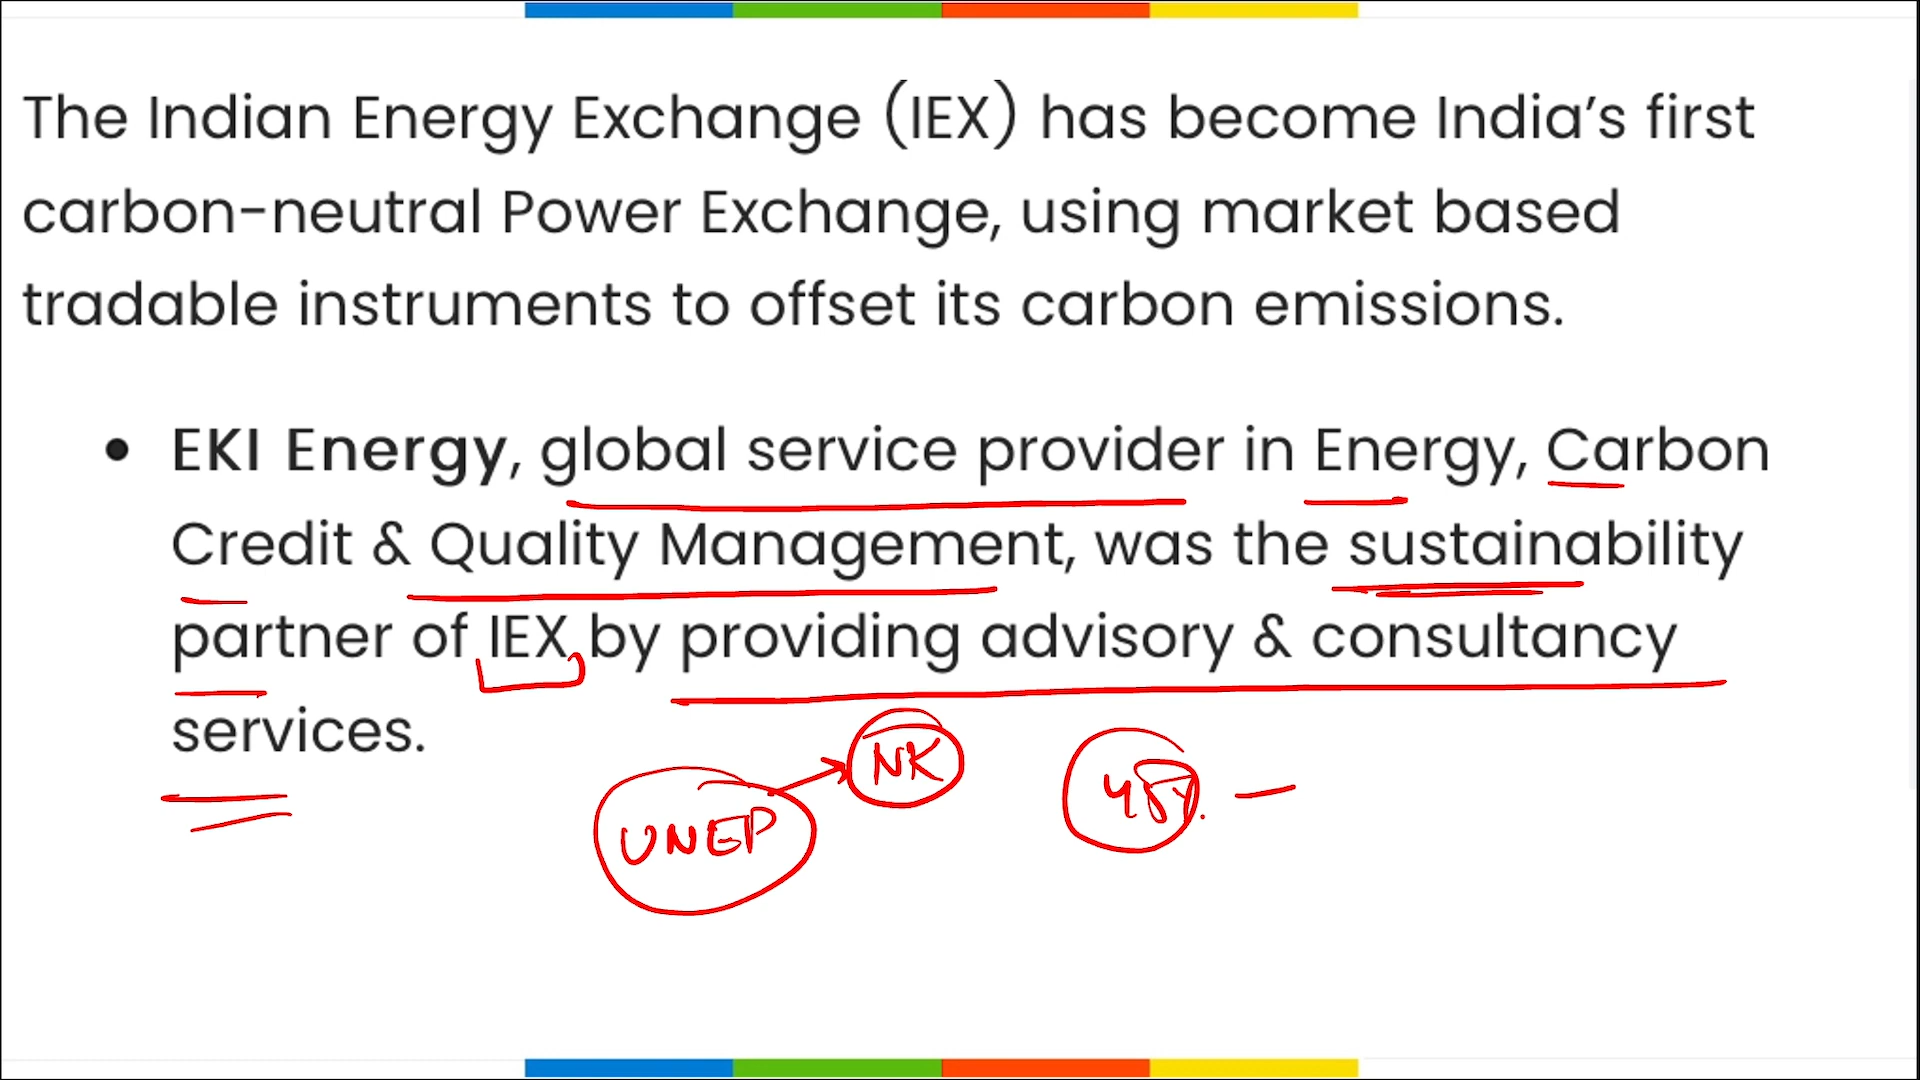 The Indian Energy Exchange (IEX) has become India’s first
carbon-neutral Power Exchange, using market based
tradable instruments to offset its carbon emissions.
• EKI Energy, global service provider in Energy, Carbon
Credit & Quality Management, was the sustainability
partner of IEX by providing advisory & consultancy
services.
NK
UNEP